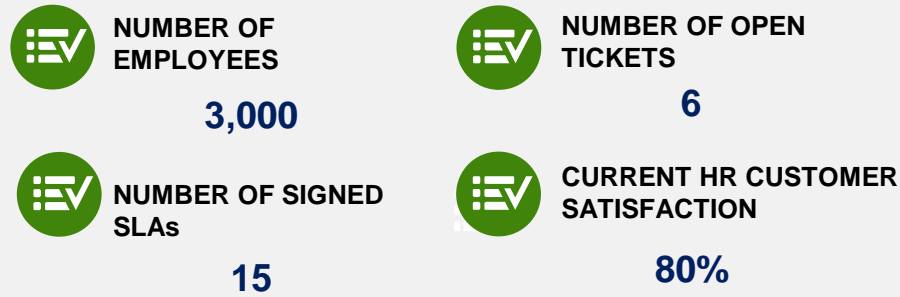 NUMBER OF
EMPLOYEES
3,000
NUMBER OF OPEN
TICKETS
6
NUMBER OF SIGNED
SLAs
15
CURRENT HR CUSTOMER
SATISFACTION
80%